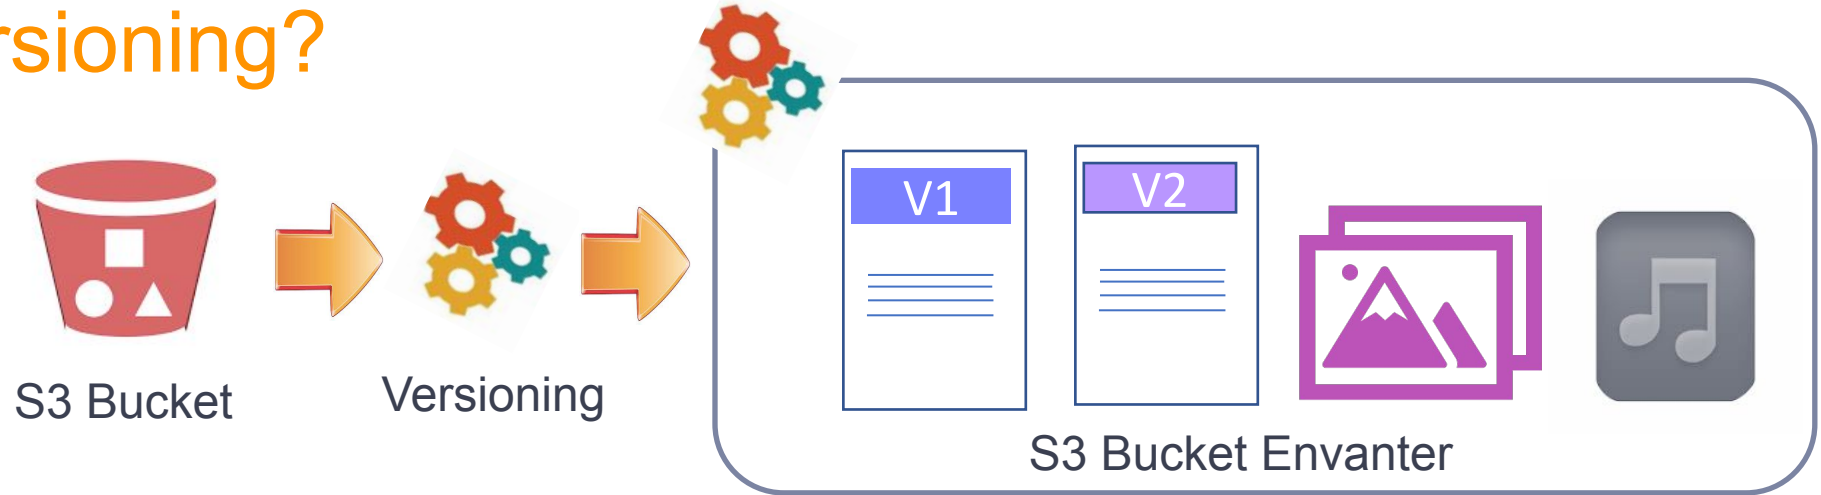 rsioning?
V1
V2
S3 Bucket
Versioning
S3 Bucket Envanter